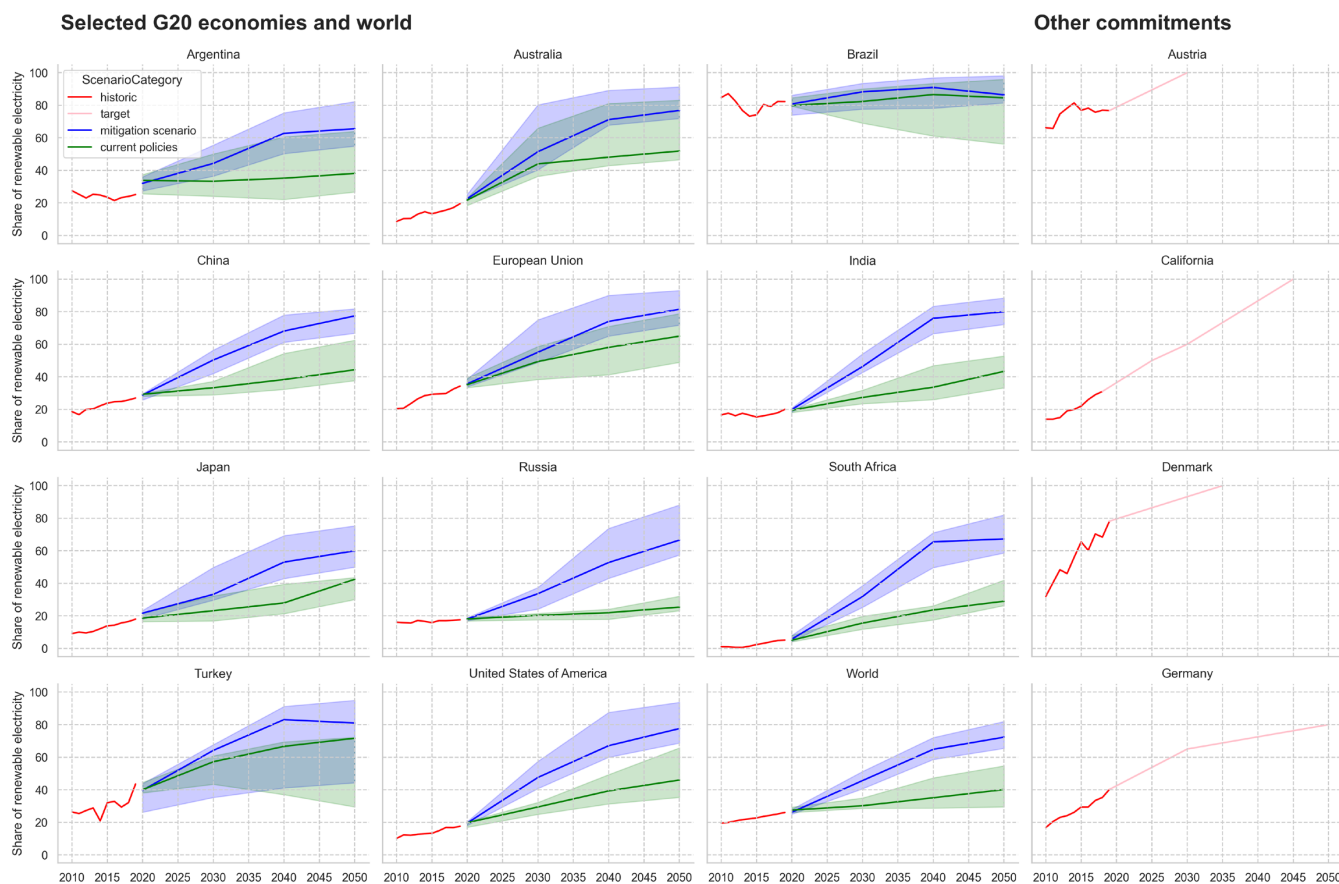 Selected G20 economies and world
Other commitments
Argentina
Australia
Brazil
Austria
Share of renewable electricity
100
80
60
40
20
0
ScenarioCategory
historic
target
mitigation scenario
current policies
China
European Union
India
California
Share of renewable electricity
100
80
60
40
20
0
Japan
Russia
South Africa
Denmark
Share of renewable electricity
100
80
60
40
20
0
Turkey
United States of America
World
Germany
Share of renewable electricity
100
80
60
40
20
0
2010 2015 2020 2025 2030 2035 2040 2045 2050
2010 2015 2020 2025 2030 2035 2040 2045 2050
2010 2015 2020 2025 2030 2035 2040 2045 2050
2010 2015 2020 2025 2030 2035 2040 2045 2050